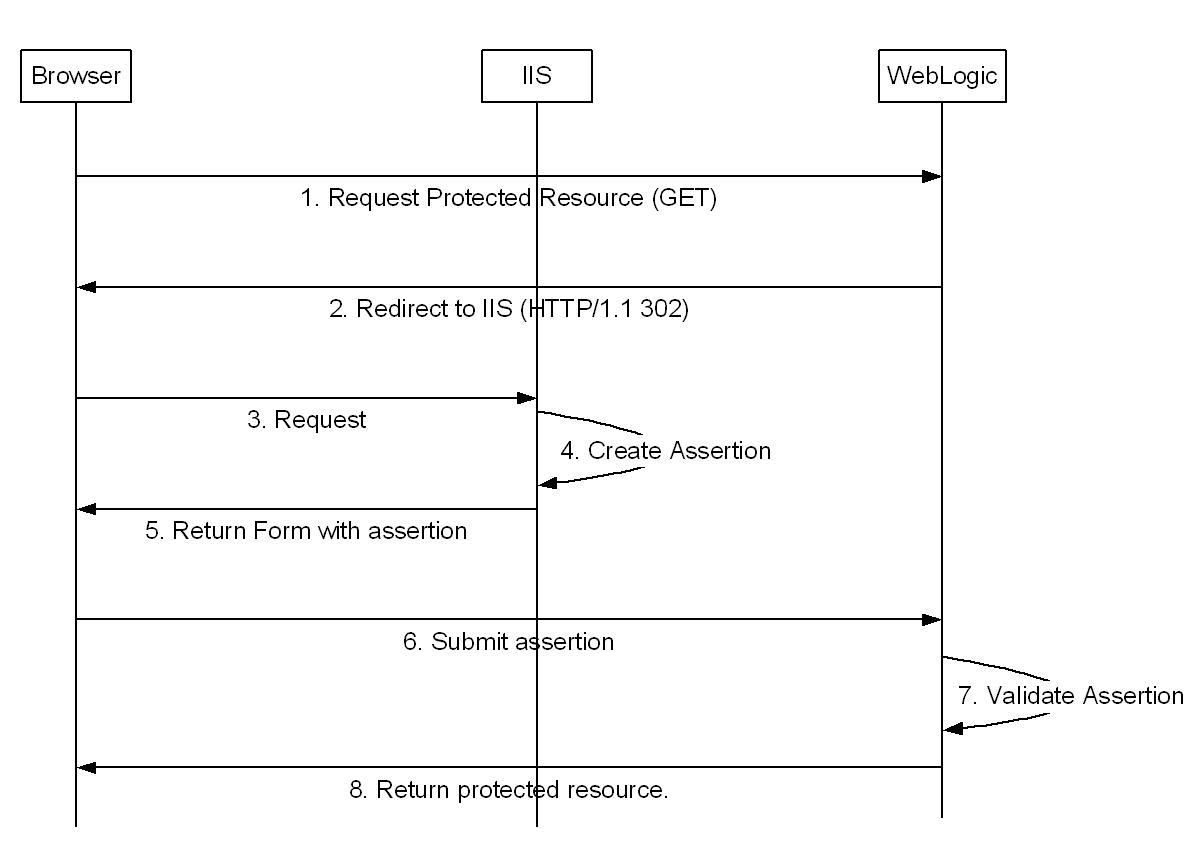 Browser
IIS
WebLogic
1. Request Protected Resource (GET)
2. Redirect to IIS (HTTP/1.1 302)
3. Request
4. Create Assertion
5. Return Form with assertion
6. Submit assertion
7. Validate Assertion
8. Return protected resource.